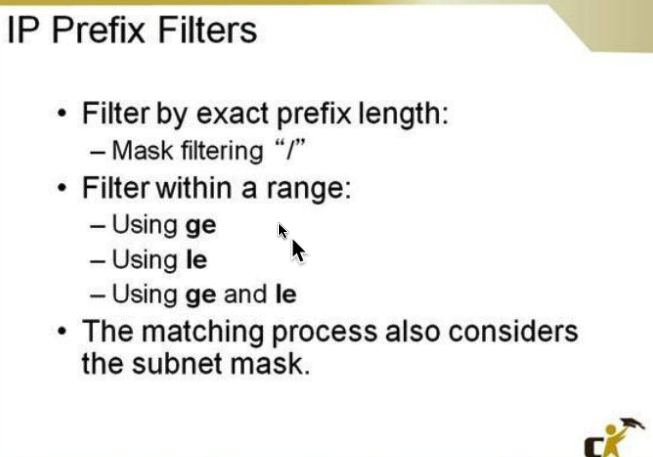 IP Prefix Filters
• Filter by exact prefix length:
– Mask filtering “/”
• Filter within a range:
– Using ge
– Using le
– Using ge and le
• The matching process also considers
the subnet mask.